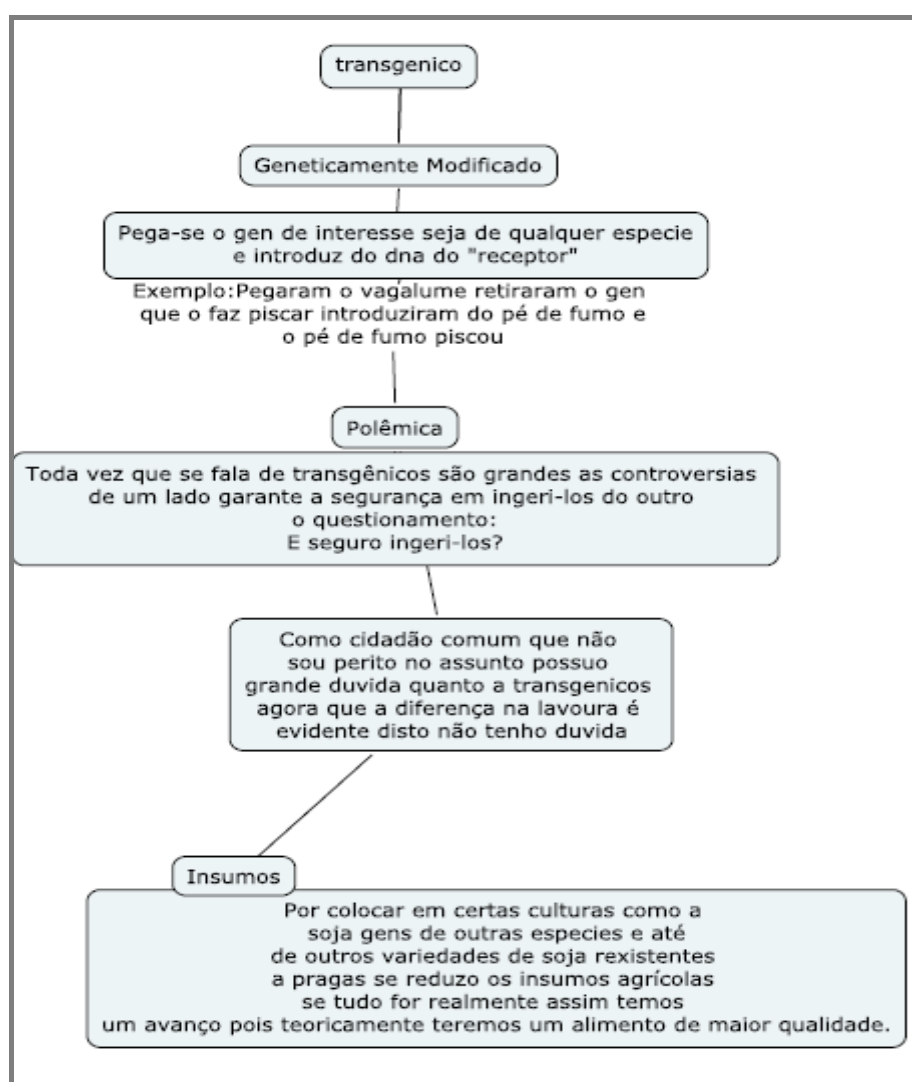 transgenico
Geneticamente Modificado
Pega-se o gen de interesse seja de qualquer especie
e introduz do dna do "receptor"
Exemplo:Pegaram o vagalume retiraram o gen
que o faz piscar introduziram do pé de fumo e
o pé de fumo piscou
Polêmica
Toda vez que se fala de transgênicos são grandes as controversias
de um lado garante a segurança em ingeri-los do outro
o questionamento:
E seguro ingeri-los?
Como cidadão comum que não
sou perito no assunto possuo
grande duvida quanto a transgenicos
agora que a diferença na lavoura é
evidente disto não tenho duvida
Insumos
Por colocar em certas culturas como a
soja gens de outras especies e até
de outros variedades de soja rexistentes
a pragas se reduzo os insumos agrícolas
se tudo for realmente assim temos
um avanço pois teoricamente teremos um alimento de maior qualidade.